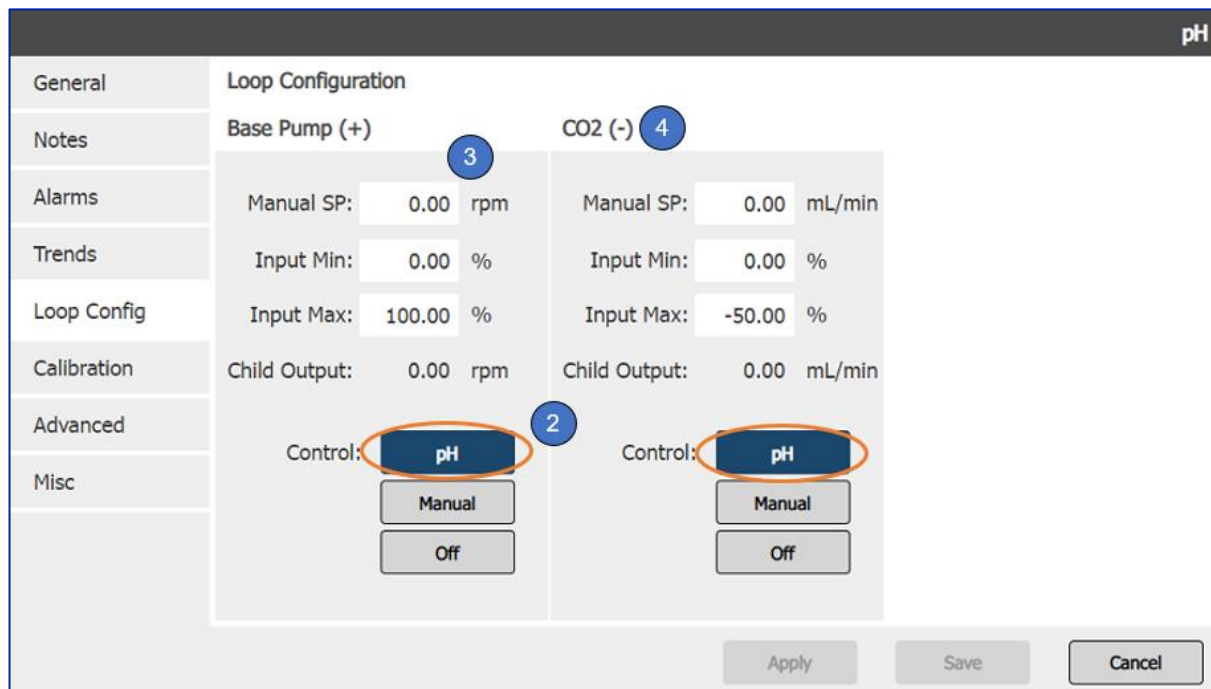 pH
General
Notes
Alarms
Trends
Loop Config
Calibration
Advanced
Misc
Loop Configuration
Base Pump (+)
3
Manual SP: 0.00 rpm
Input Min: 0.00 %
Input Max: 100.00 %
Child Output: 0.00 rpm
2
Control: pH
Manual
Off
CO2 (-) 4
Manual SP: 0.00 mL/min
Input Min: 0.00 %
Input Max: -50.00 %
Child Output: 0.00 mL/min
Control: pH
Manual
Off
Apply Save Cancel